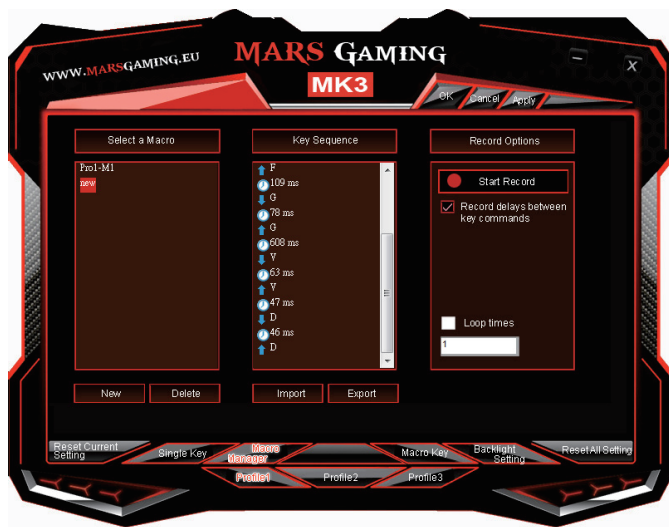 WWW.MARSGAMING.EU
MARS GAMING
MK3
OK Cancel Apply
Select a Macro
Pro1-M1
new
New Delete
Key Sequence
F
109 ms
G
78 ms
G
608 ms
V
63 ms
V
47 ms
D
46 ms
D
Import Export
Record Options
Start Record
Record delays between
key commands
Loop times
1
Reset Current
Setting
Single Key
Macro
Manager
Macro Key
Backlight
Setting
Reset All Setting
Profile1 Profile2 Profile3